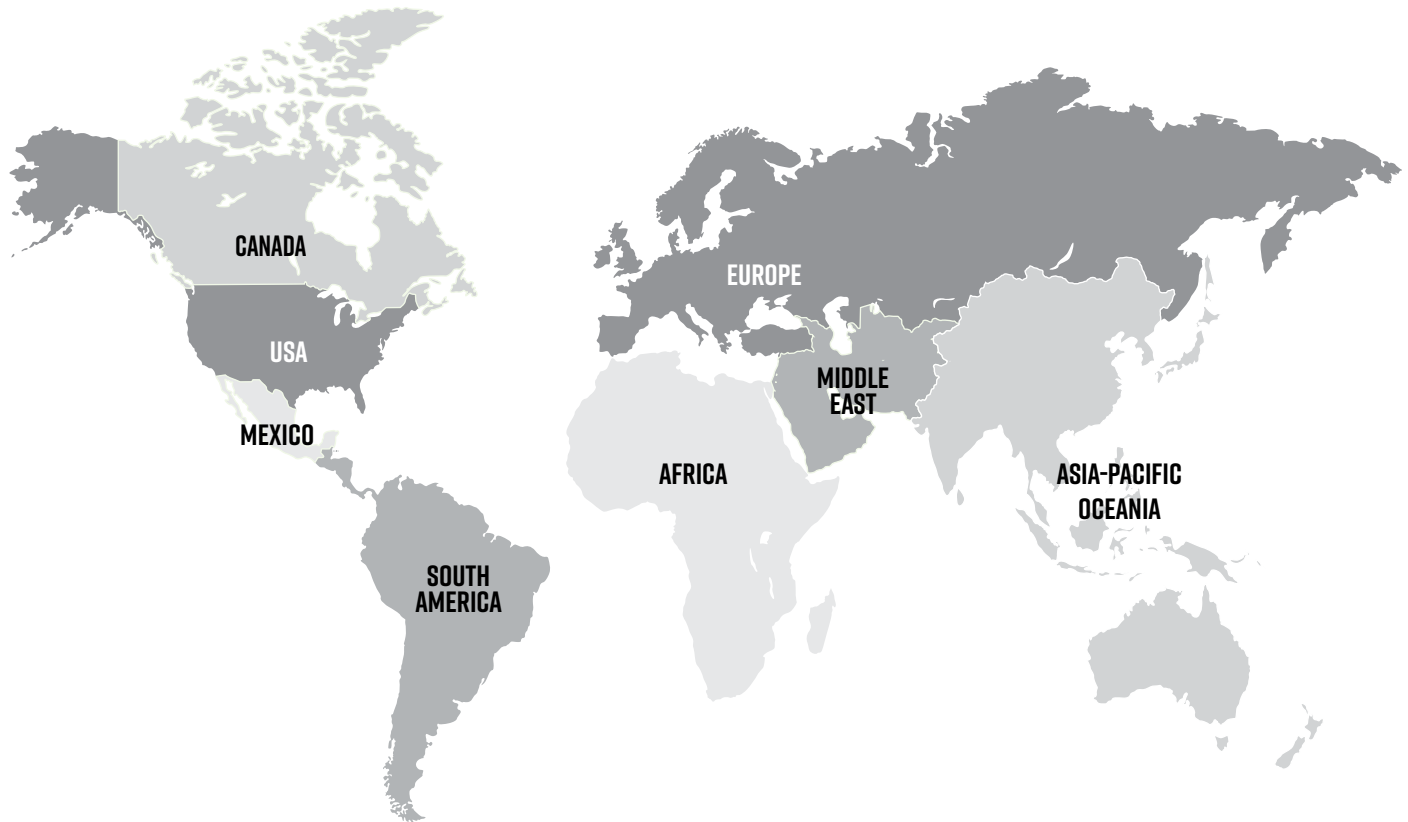 CANADA
EUROPE
USA
MIDDLE
EAST
MEXICO
AFRICA
ASIA-PACIFIC
OCEANIA
SOUTH
AMERICA